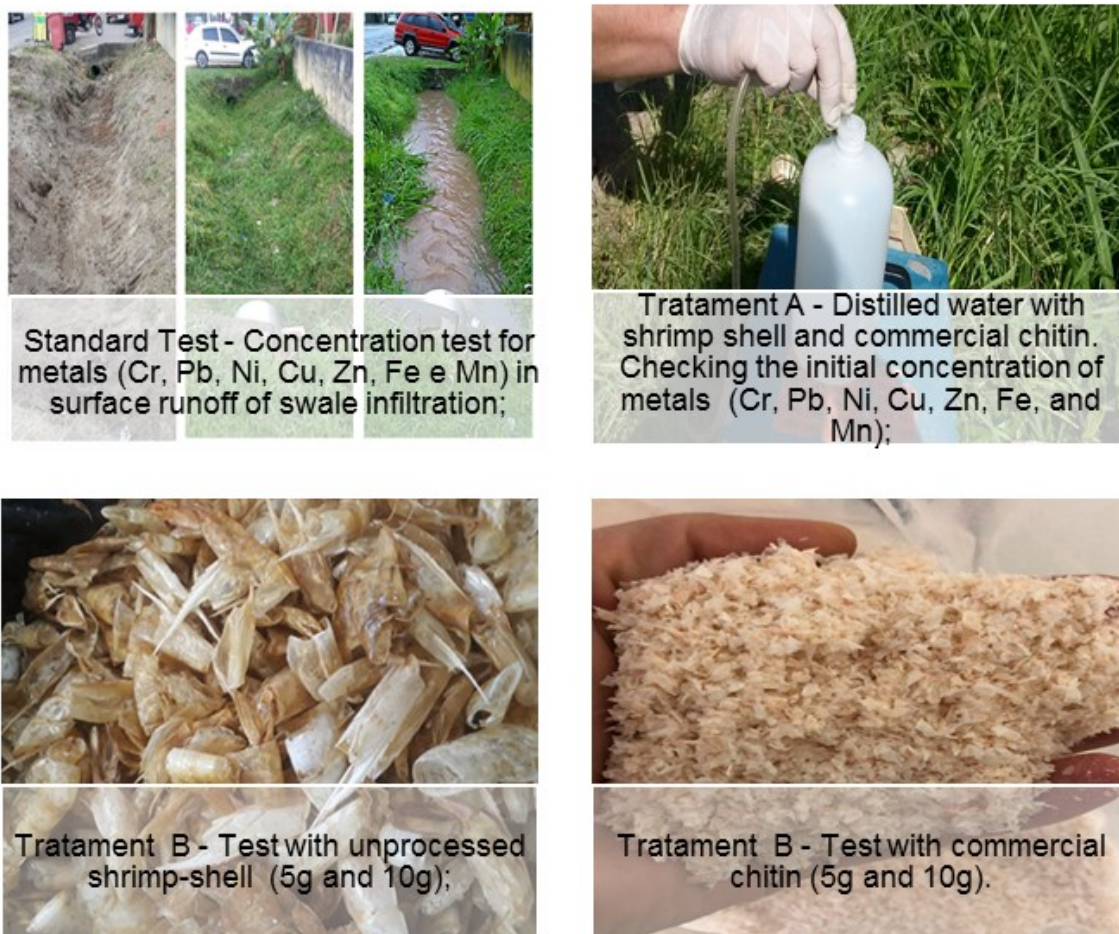 Standard Test - Concentration test for
metals (Cr, Pb, Ni, Cu, Zn, Fe e Mn) in
surface runoff of swale infiltration;
Tratament A - Distilled water with
shrimp shell and commercial chitin.
Checking the initial concentration of
metals (Cr, Pb, Ni, Cu, Zn, Fe, and
Mn);
Tratament B - Test with unprocessed
shrimp-shell (5g and 10g);
Tratament B - Test with commercial
chitin (5g and 10g).